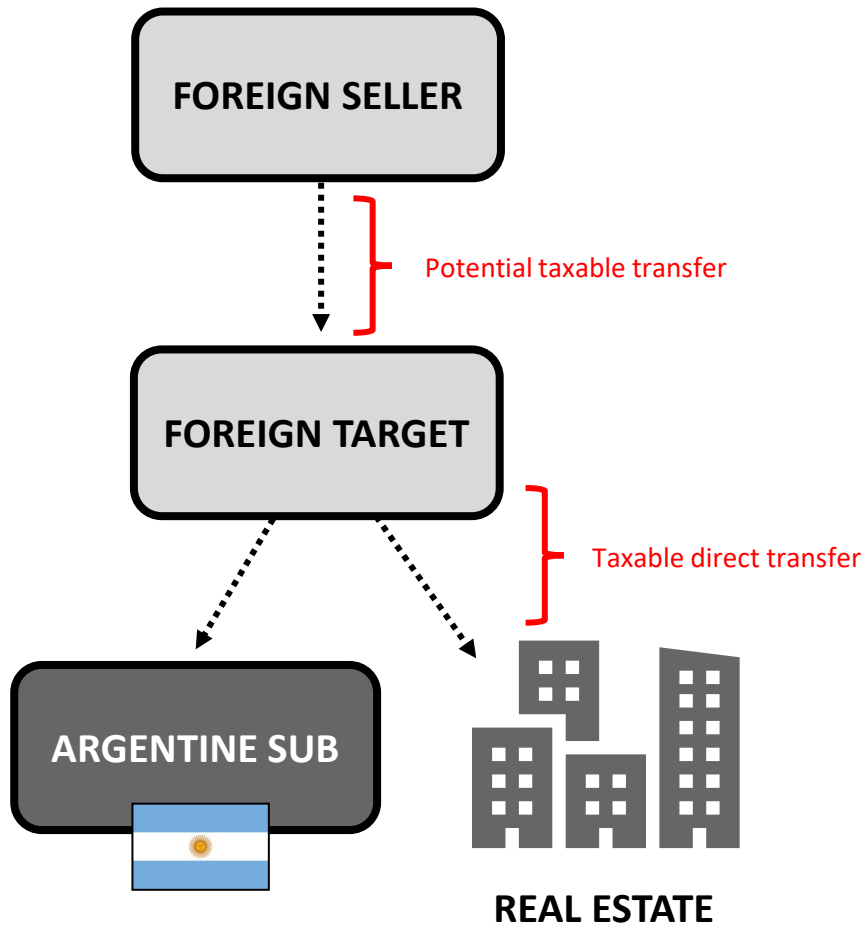 FOREIGN SELLER
Potential taxable transfer
FOREIGN TARGET
Taxable direct transfer
ARGENTINE SUB
REAL ESTATE